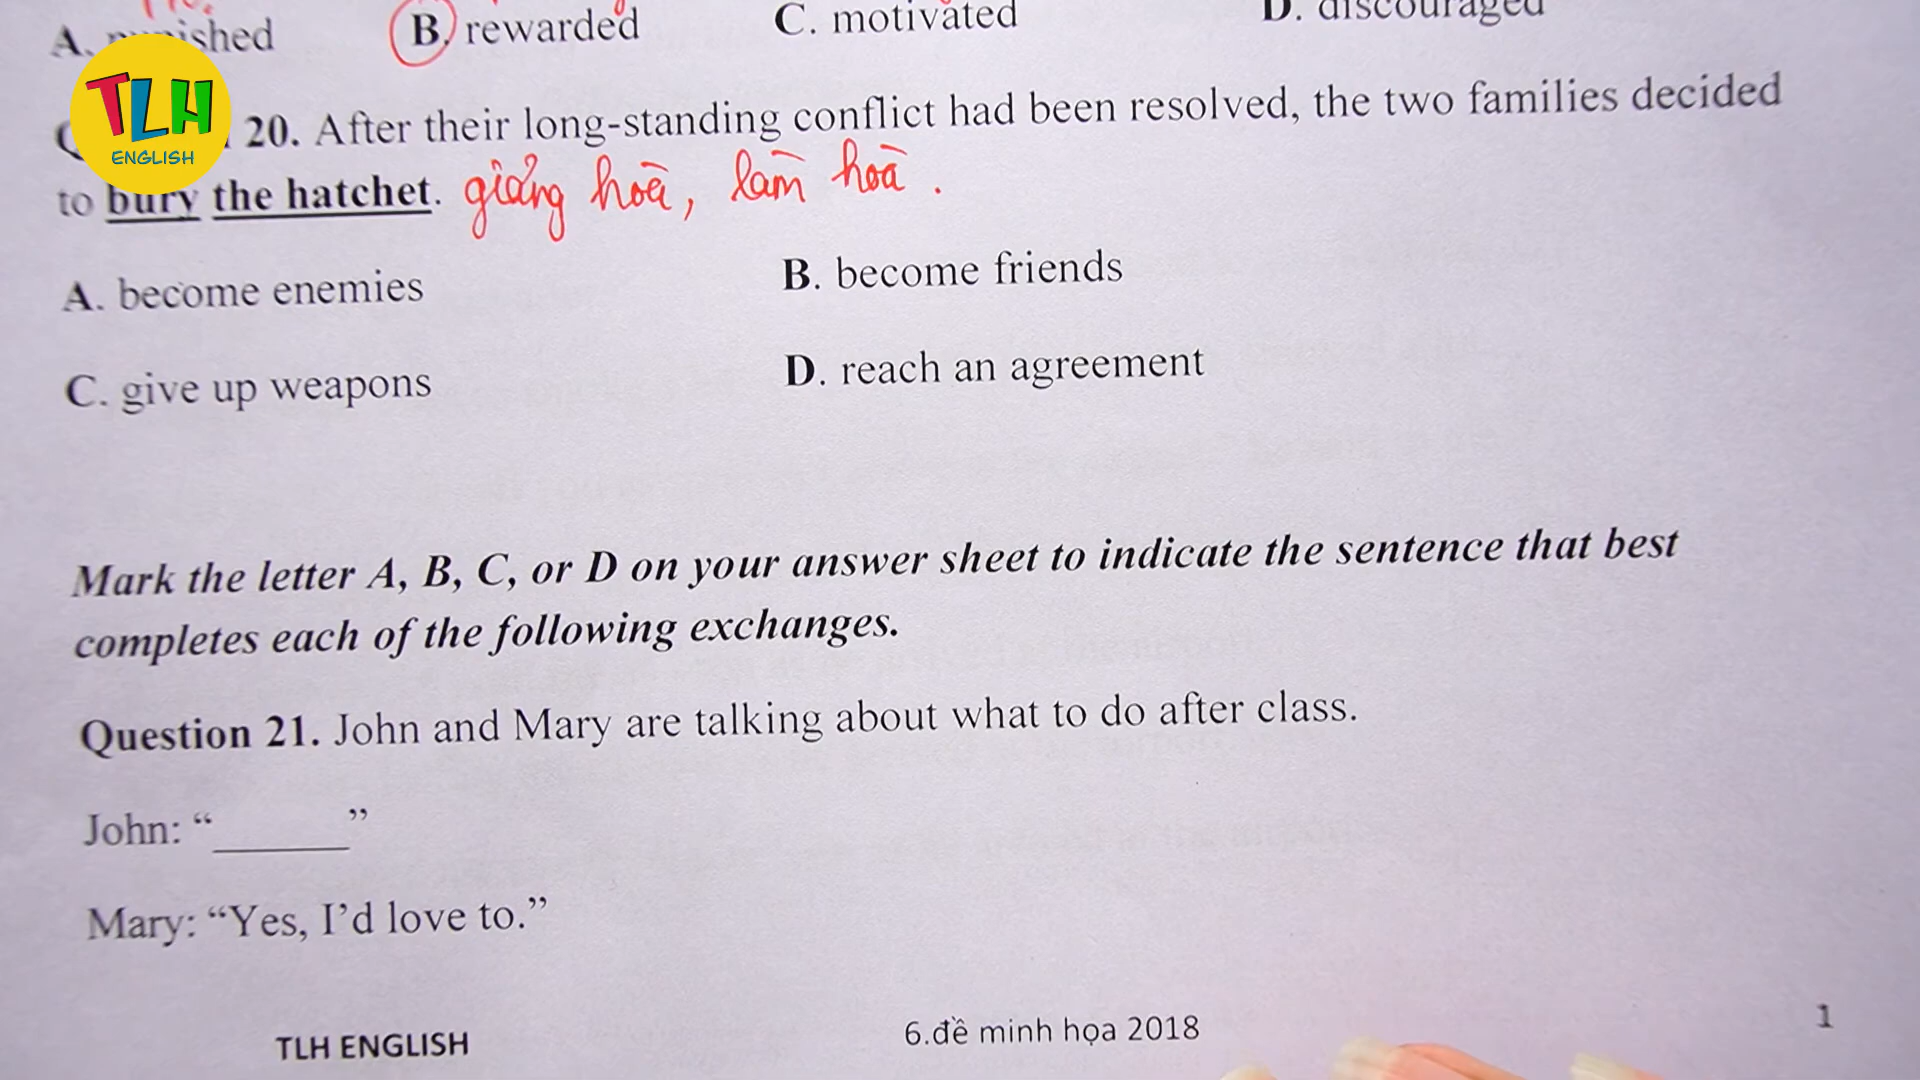 A. punished B. rewarded C. motivated D. discouraged
TLH
ENGLISH
20. After their long-standing conflict had been resolved, the two families decided
to bury the hatchet. giảng hoà, làm hoà.
A. become enemies B. become friends
C. give up weapons D. reach an agreement
Mark the letter A, B, C, or D on your answer sheet to indicate the sentence that best
completes each of the following exchanges.
Question 21. John and Mary are talking about what to do after class.
John: “______”
Mary: “Yes, I’d love to.”
TLH ENGLISH 6.đề minh họa 2018 1